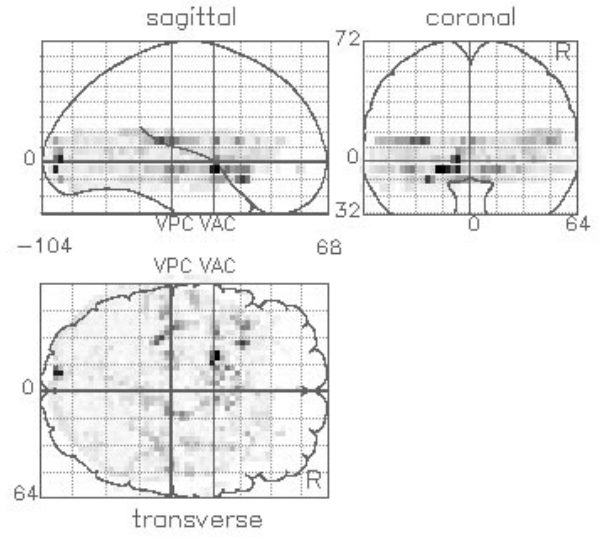 sagittal coronal
72 R
0 0
32
VPC VAC 0 64
−104 68
VPC VAC
0
R
64
transverse